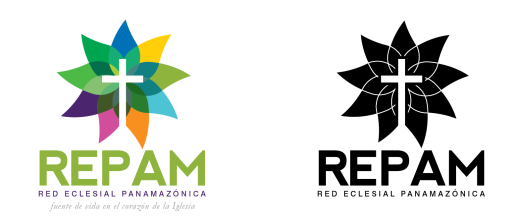 REPAM
RED ECLESIAL PANAMAZÓNICA
fuente de vida en el corazón de la Iglesia
REPAM
RED ECLESIAL PANAMAZÓNICA